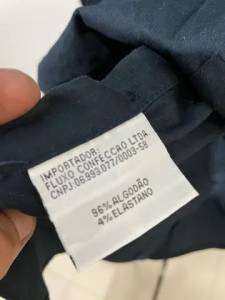 IMPORTADOR:
FLUXO CONFECCAO LTDA.
CNPJ:06.993.077/0003-58
96% ALGODÃO
4% ELASTANO